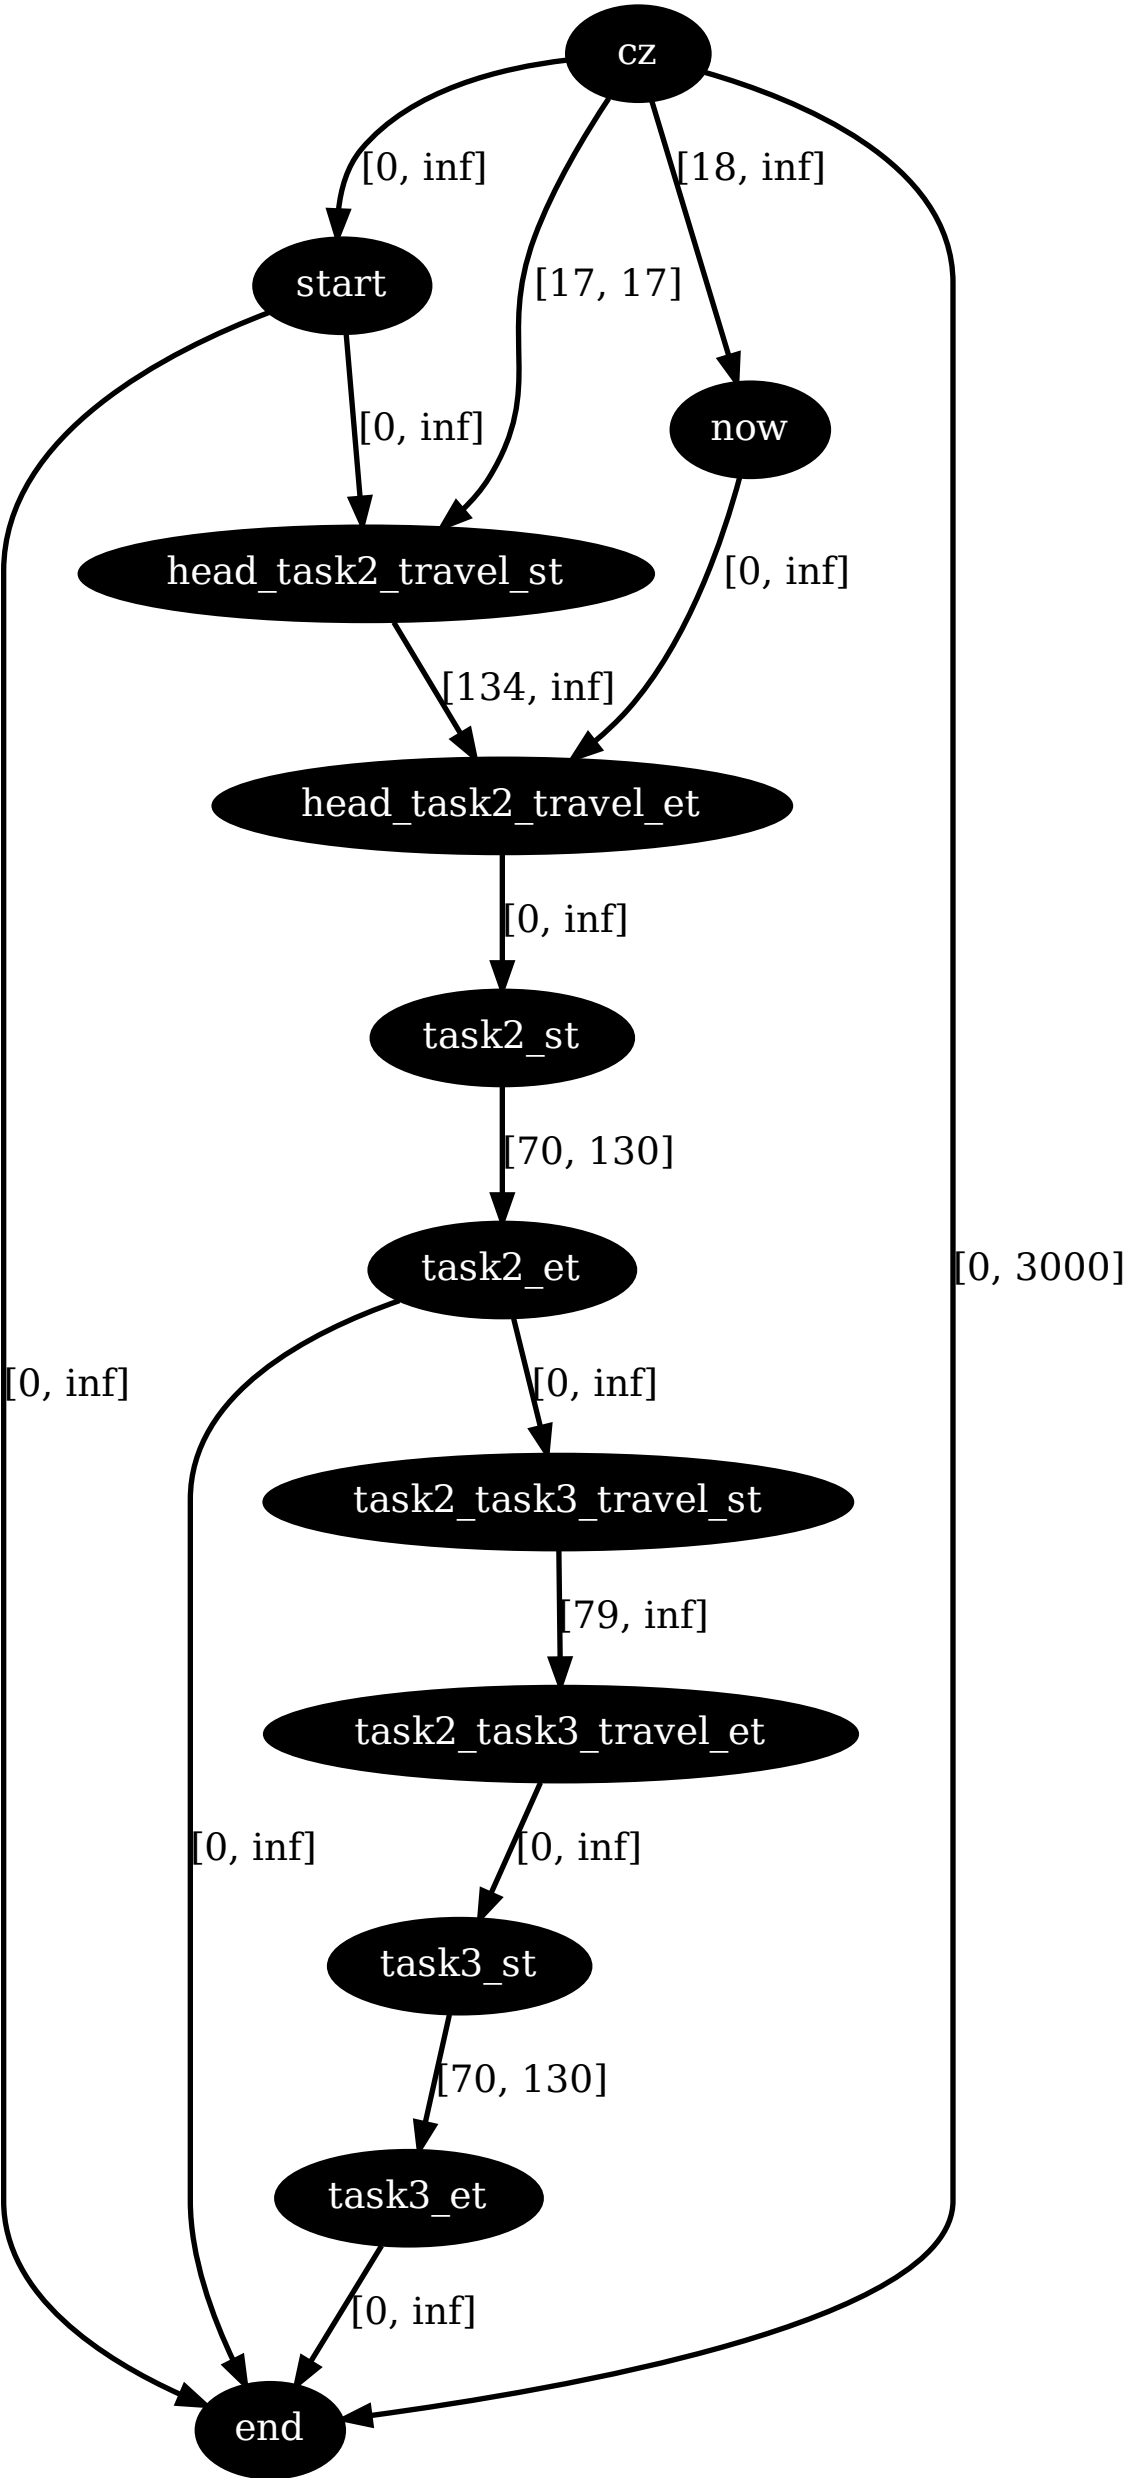 cz
[0, inf]
[18, inf]
start
[17, 17]
[0, inf]
now
head_task2_travel_st
[0, inf]
[134, inf]
head_task2_travel_et
[0, inf]
task2_st
[70, 130]
task2_et
[0, 3000]
[0, inf]
[0, inf]
task2_task3_travel_st
[79, inf]
task2_task3_travel_et
[0, inf]
[0, inf]
task3_st
[70, 130]
task3_et
[0, inf]
end